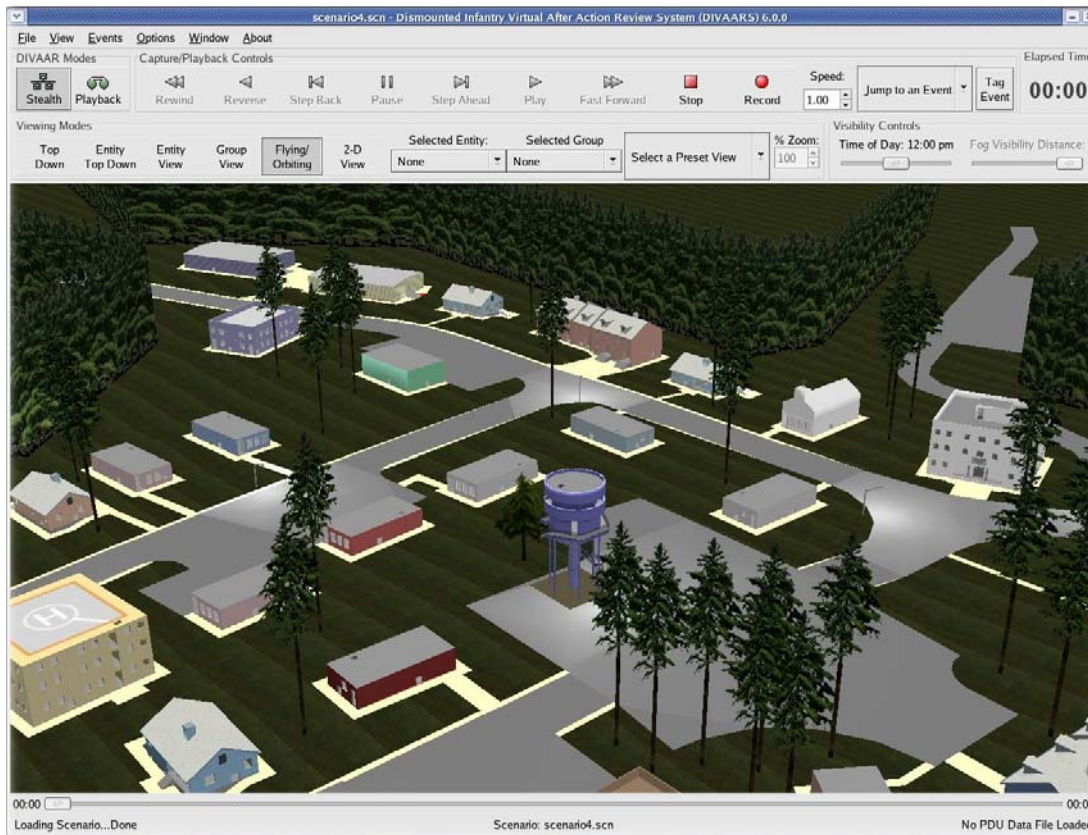 scenario4.scn - Dismounted Infantry Virtual After Action Review System (DIVAARS) 6.0.0
File View Events Options Window About
DIVAAR Modes Capture/Playback Controls Elapsed Time
Stealth Playback Rewind Reverse Step Back Pause Step Ahead Play Fast Forward Stop Record Speed: 1.00 Jump to an Event Tag Event 00:00
Viewing Modes Visibility Controls
Top Down Entity Top Down Entity View Group View Flying/Orbiting 2-D View Selected Entity: None Selected Group None Select a Preset View % Zoom: 100 Time of Day: 12:00 pm Fog Visibility Distance:
H
00:00 00:0
Loading Scenario...Done Scenario: scenario4.scn No PDU Data File Loaded